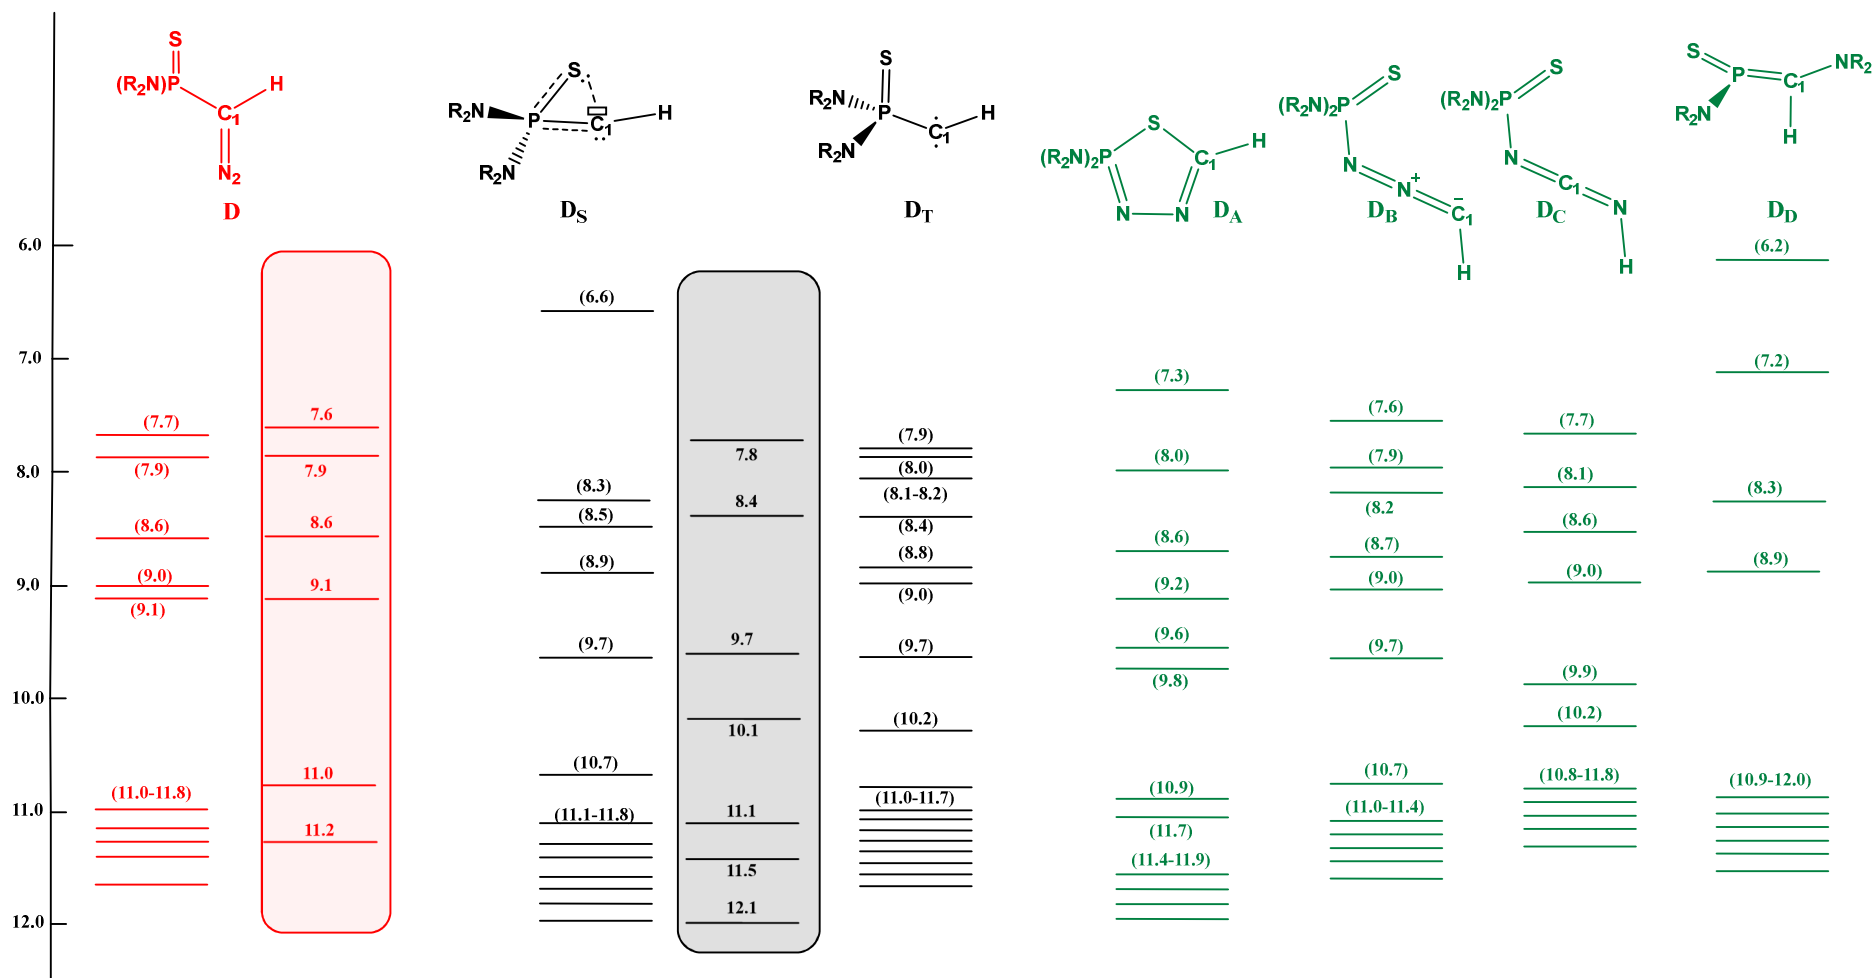 S
(R₂N)P
H
C₁
N₂
D
S
R₂N
P
C₁
H
R₂N
D_S
S
R₂N
P
C₁
H
R₂N
D_T
S
(R₂N)₂P
C₁
H
N
N
D_A
S
(R₂N)₂P
N
N⁺
C₁⁻
H
D_B
S
(R₂N)₂P
N
C₁
N
H
D_C
S
P
C₁
NR₂
R₂N
H
D_D
6.0
7.0
8.0
9.0
10.0
11.0
12.0
(7.7)
(7.9)
(8.6)
(9.0)
(9.1)
(11.0-11.8)
7.6
7.9
8.6
9.1
11.0
11.2
(6.6)
(8.3)
(8.5)
(8.9)
(9.7)
(10.7)
(11.1-11.8)
7.8
8.4
9.7
10.1
11.1
11.5
12.1
(7.9)
(8.0)
(8.1-8.2)
(8.4)
(8.8)
(9.0)
(9.7)
(10.2)
(11.0-11.7)
(7.3)
(8.0)
(8.6)
(9.2)
(9.6)
(9.8)
(10.9)
(11.7)
(11.4-11.9)
(7.6)
(7.9)
(8.2
(8.7)
(9.0)
(9.7)
(10.7)
(11.0-11.4)
(7.7)
(8.1)
(8.6)
(9.0)
(9.9)
(10.2)
(10.8-11.8)
(6.2)
(7.2)
(8.3)
(8.9)
(10.9-12.0)